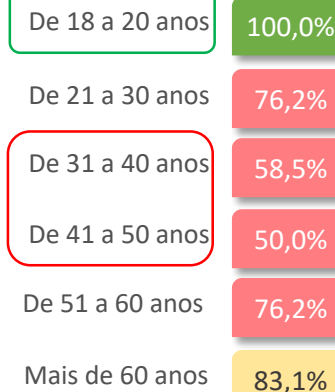 De 18 a 20 anos 100,0%
De 21 a 30 anos 76,2%
De 31 a 40 anos 58,5%
De 41 a 50 anos 50,0%
De 51 a 60 anos 76,2%
Mais de 60 anos 83,1%